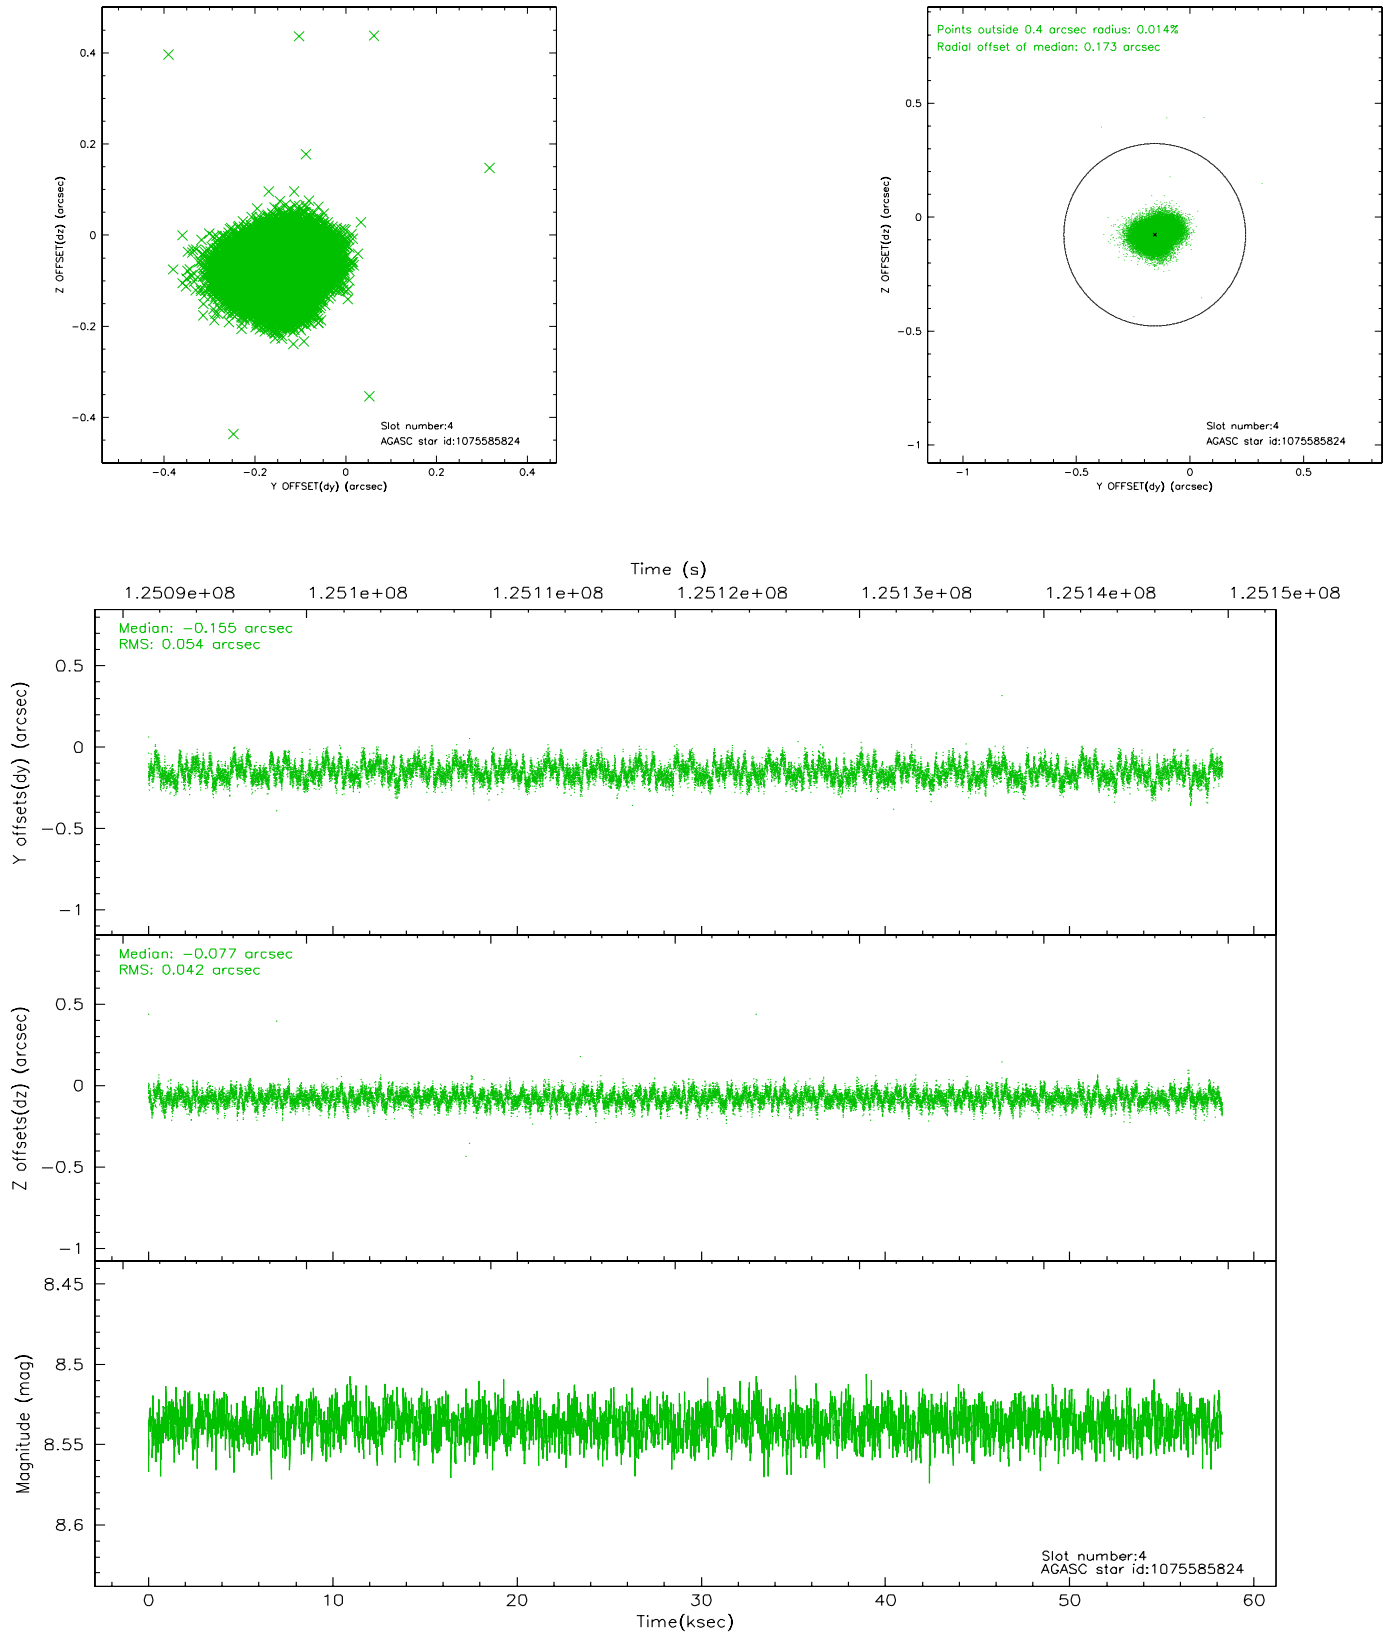 0.4
0.2
0
−0.2
−0.4
Z OFFSET(dz) (arcsec)
Slot number:4
AGASC star id:1075585824
−0.4 −0.2 0 0.2 0.4
Y OFFSET(dy) (arcsec)
Points outside 0.4 arcsec radius: 0.014%
Radial offset of median: 0.173 arcsec
0.5
0
−0.5
−1
Z OFFSET(dz) (arcsec)
Slot number:4
AGASC star id:1075585824
−1 −0.5 0 0.5
Y OFFSET(dy) (arcsec)
Time (s)
1.2509e+08 1.251e+08 1.2511e+08 1.2512e+08 1.2513e+08 1.2514e+08 1.2515e+08
Median: −0.155 arcsec
RMS: 0.054 arcsec
0.5
0
−0.5
−1
Y offsets(dy) (arcsec)
Median: −0.077 arcsec
RMS: 0.042 arcsec
0.5
0
−0.5
−1
Z offsets(dz) (arcsec)
8.45
8.5
8.55
8.6
Magnitude (mag)
Slot number:4
AGASC star id:1075585824
0 10 20 30 40 50 60
Time(ksec)